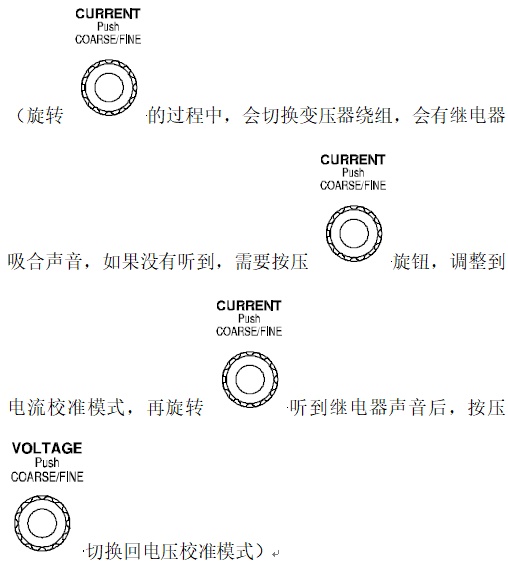 CURRENT
Push
COARSE/FINE
（旋转 的过程中，会切换变压器绕组，会有继电器
CURRENT
Push
COARSE/FINE
吸合声音，如果没有听到，需要按压 旋钮，调整到
CURRENT
Push
COARSE/FINE
电流校准模式，再旋转 听到继电器声音后，按压
VOLTAGE
Push
COARSE/FINE
切换回电压校准模式）